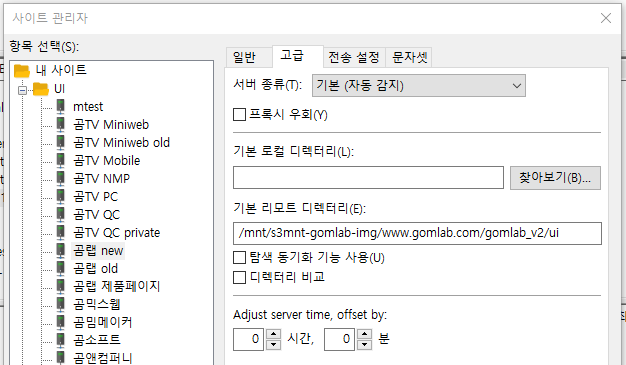 사이트 관리자
항목 선택(S):
내 사이트
UI
mtest
곰TV Miniweb
곰TV Miniweb old
곰TV Mobile
곰TV NMP
곰TV PC
곰TV QC
곰TV QC private
곰랩 new
곰랩 old
곰랩 제품페이지
곰믹스웹
곰밈메이커
곰소프트
곰앤컴퍼니
일반
고급
전송 설정
문자셋
서버 종류(T):
기본 (자동 감지)
프록시 우회(Y)
기본 로컬 디렉터리(L):
찾아보기(B)...
기본 리모트 디렉터리(E):
/mnt/s3mnt-gomlab-img/www.gomlab.com/gomlab_v2/ui
탐색 동기화 기능 사용(U)
디렉터리 비교
Adjust server time, offset by:
0 시간, 0 분